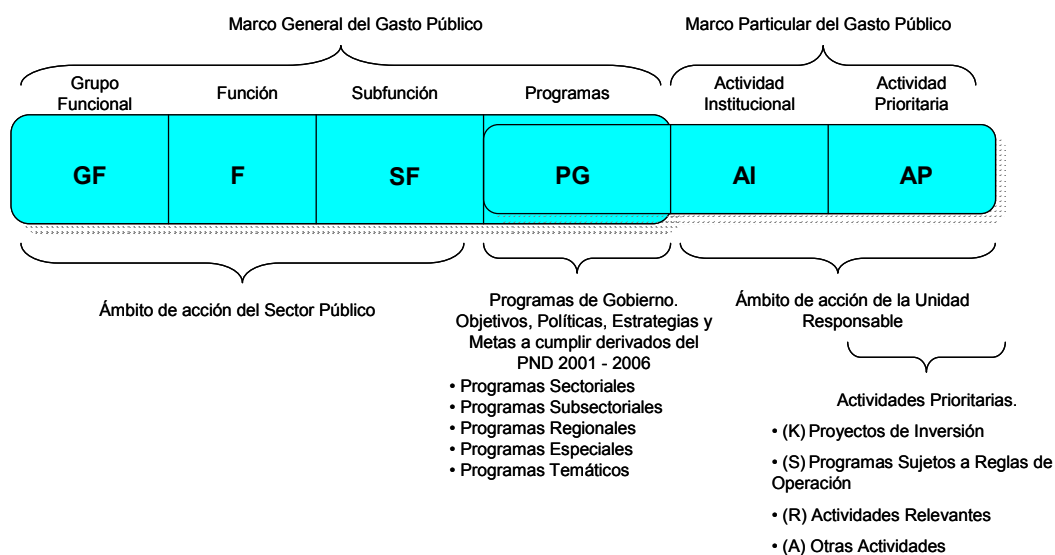 Marco General del Gasto Público
Marco Particular del Gasto Público
Grupo
Funcional
Función
Subfunción
Programas
Actividad
Institucional
Actividad
Prioritaria
GF
F
SF
PG
AI
AP
Ámbito de acción del Sector Público
Programas de Gobierno.
Objetivos, Políticas, Estrategias y
Metas a cumplir derivados del
PND 2001 - 2006
• Programas Sectoriales
• Programas Subsectoriales
• Programas Regionales
• Programas Especiales
• Programas Temáticos
Ámbito de acción de la Unidad
Responsable
Actividades Prioritarias.
• (K) Proyectos de Inversión
• (S) Programas Sujetos a Reglas de
Operación
• (R) Actividades Relevantes
• (A) Otras Actividades